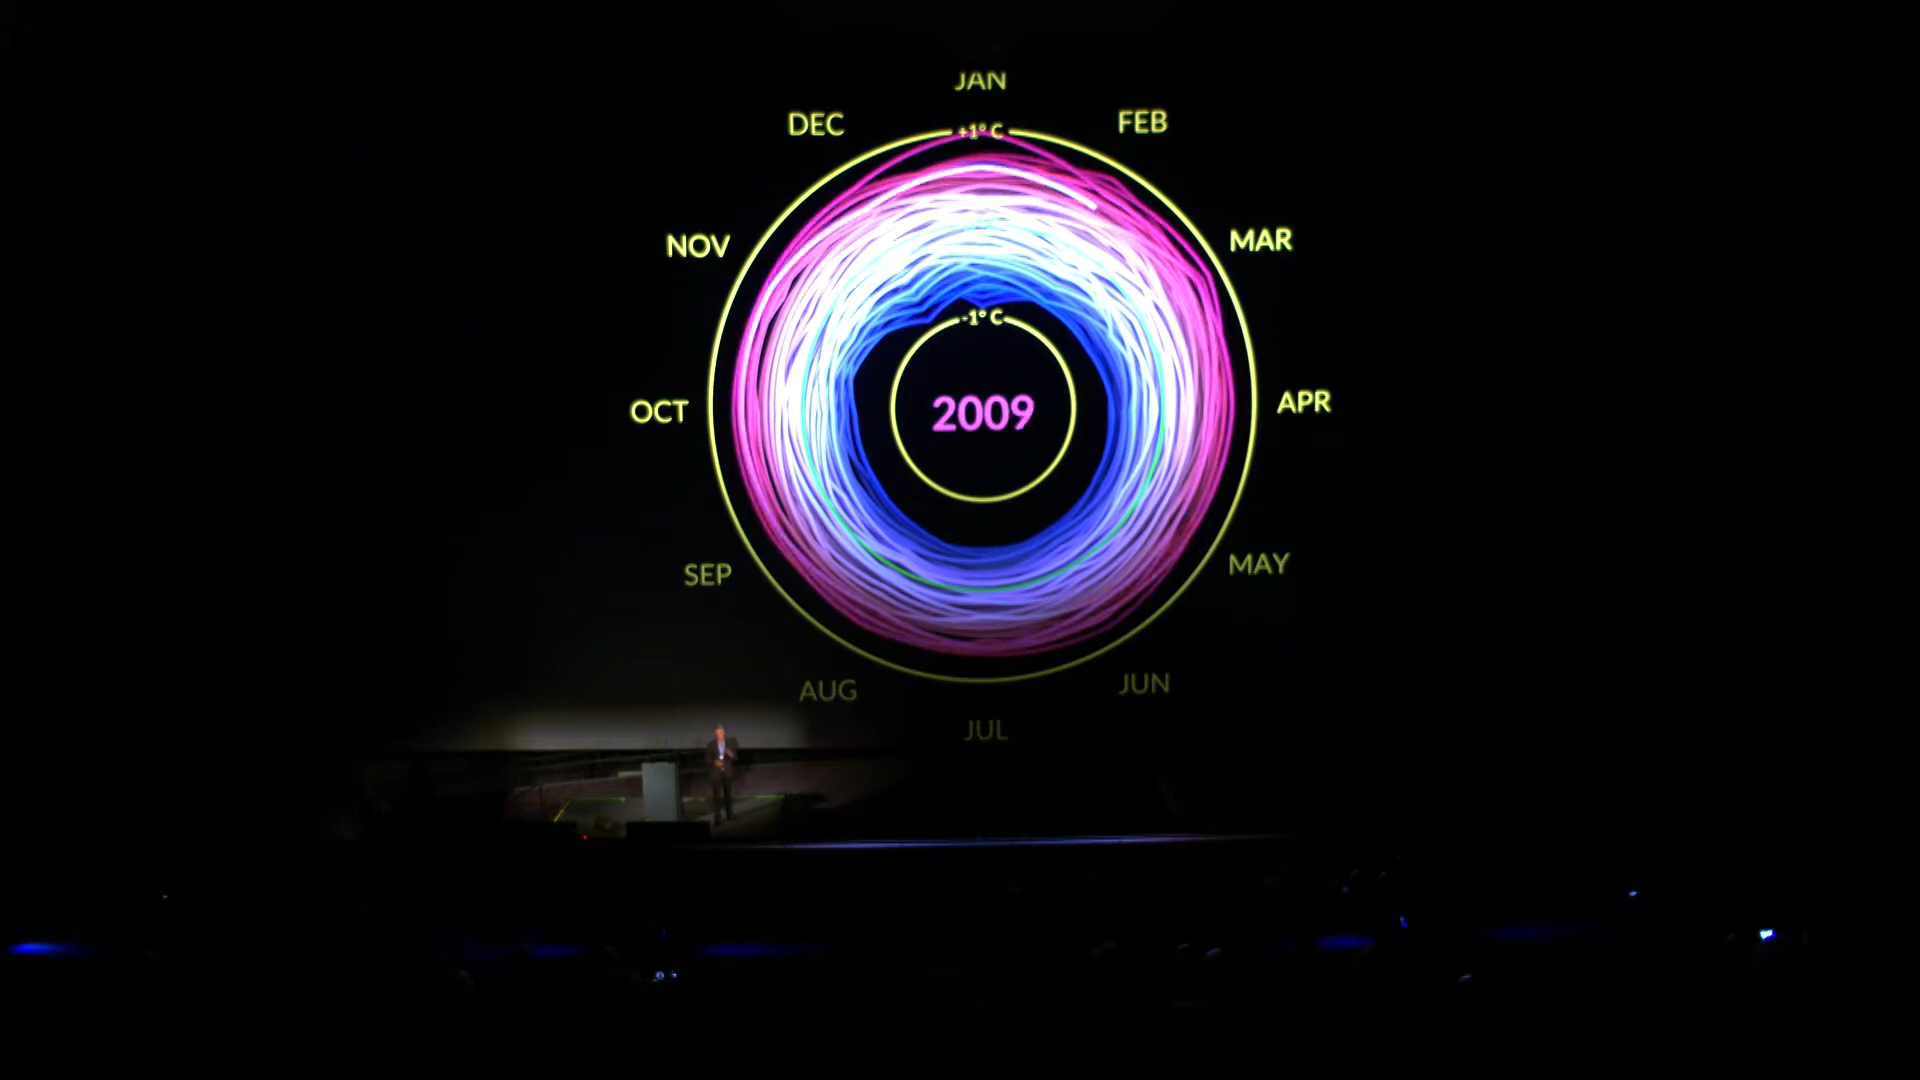 JAN
DEC
FEB
+1° C
NOV
MAR
-1° C
OCT
2009
APR
SEP
MAY
AUG
JUN
JUL